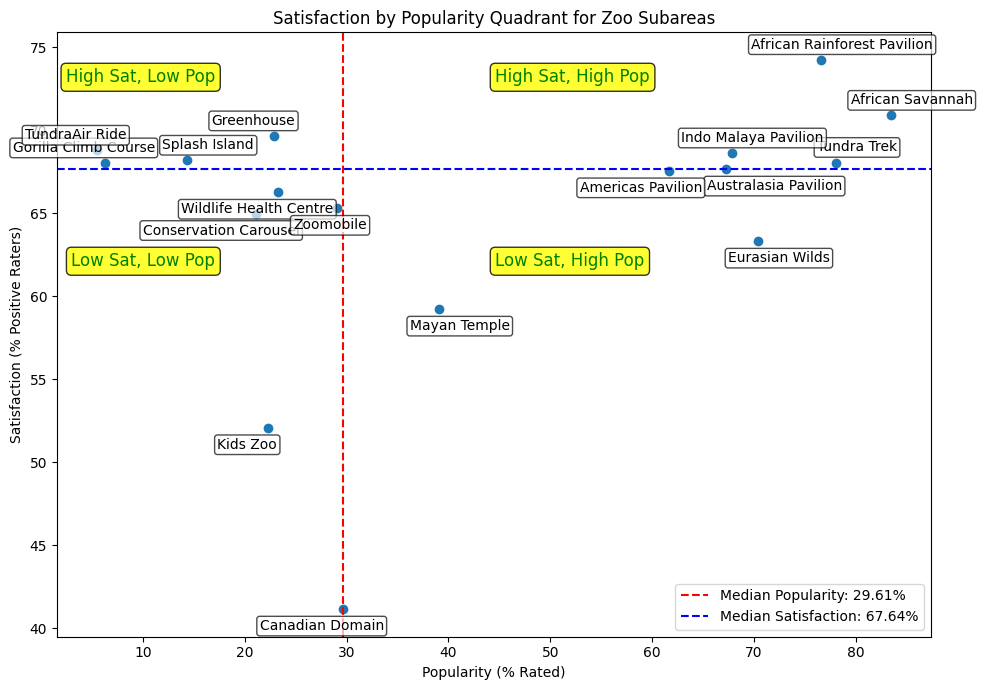 Satisfaction by Popularity Quadrant for Zoo Subareas
75
African Rainforest Pavilion
High Sat, Low Pop
High Sat, High Pop
African Savannah
Greenhouse
70
TundraAir Ride
Indo Malaya Pavilion
Splash Island
Gorilla Climb Course
Tundra Trek
Americas Pavilion
Australasia Pavilion
65
Wildlife Health Centre
Zoomobile
Conservation Carousel
Low Sat, Low Pop
Low Sat, High Pop
Eurasian Wilds
60
Mayan Temple
55
Kids Zoo
50
45
Median Popularity: 29.61%
Median Satisfaction: 67.64%
Canadian Domain
40
10 20 30 40 50 60 70 80
Popularity (% Rated)
Satisfaction (% Positive Raters)